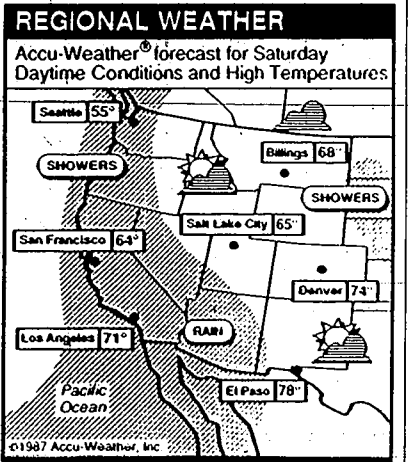 REGIONAL WEATHER
Accu-Weather® forecast for Saturday
Daytime Conditions and High Temperatures
Seattle 55°
Billings 68°
SHOWERS
SHOWERS
Salt Lake City 65°
San Francisco 64°
Denver 74°
Los Angeles 71°
RAIN
El Paso 78°
Pacific
Ocean
©1987 Accu-Weather, Inc.